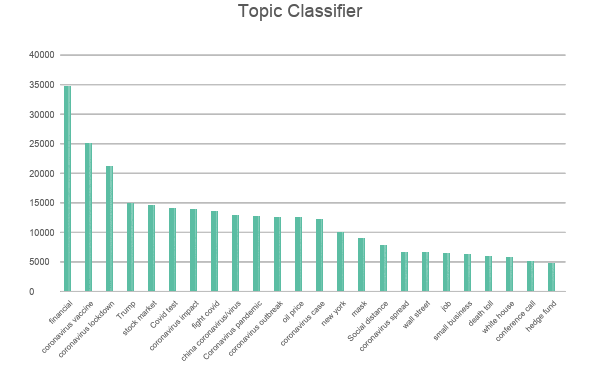 Topic Classifier
40000
35000
30000
25000
20000
15000
10000
5000
0
financial
coronavirus vaccine
coronavirus lockdown
Trump
stock market
Covid test
coronavirus impact
fight covid
china coronavirus/virus
Coronavirus pandemic
coronavirus outbreak
oil price
coronavirus case
new york
mask
Social distance
coronavirus spread
wall street
job
small business
death toll
white house
conference call
hedge fund